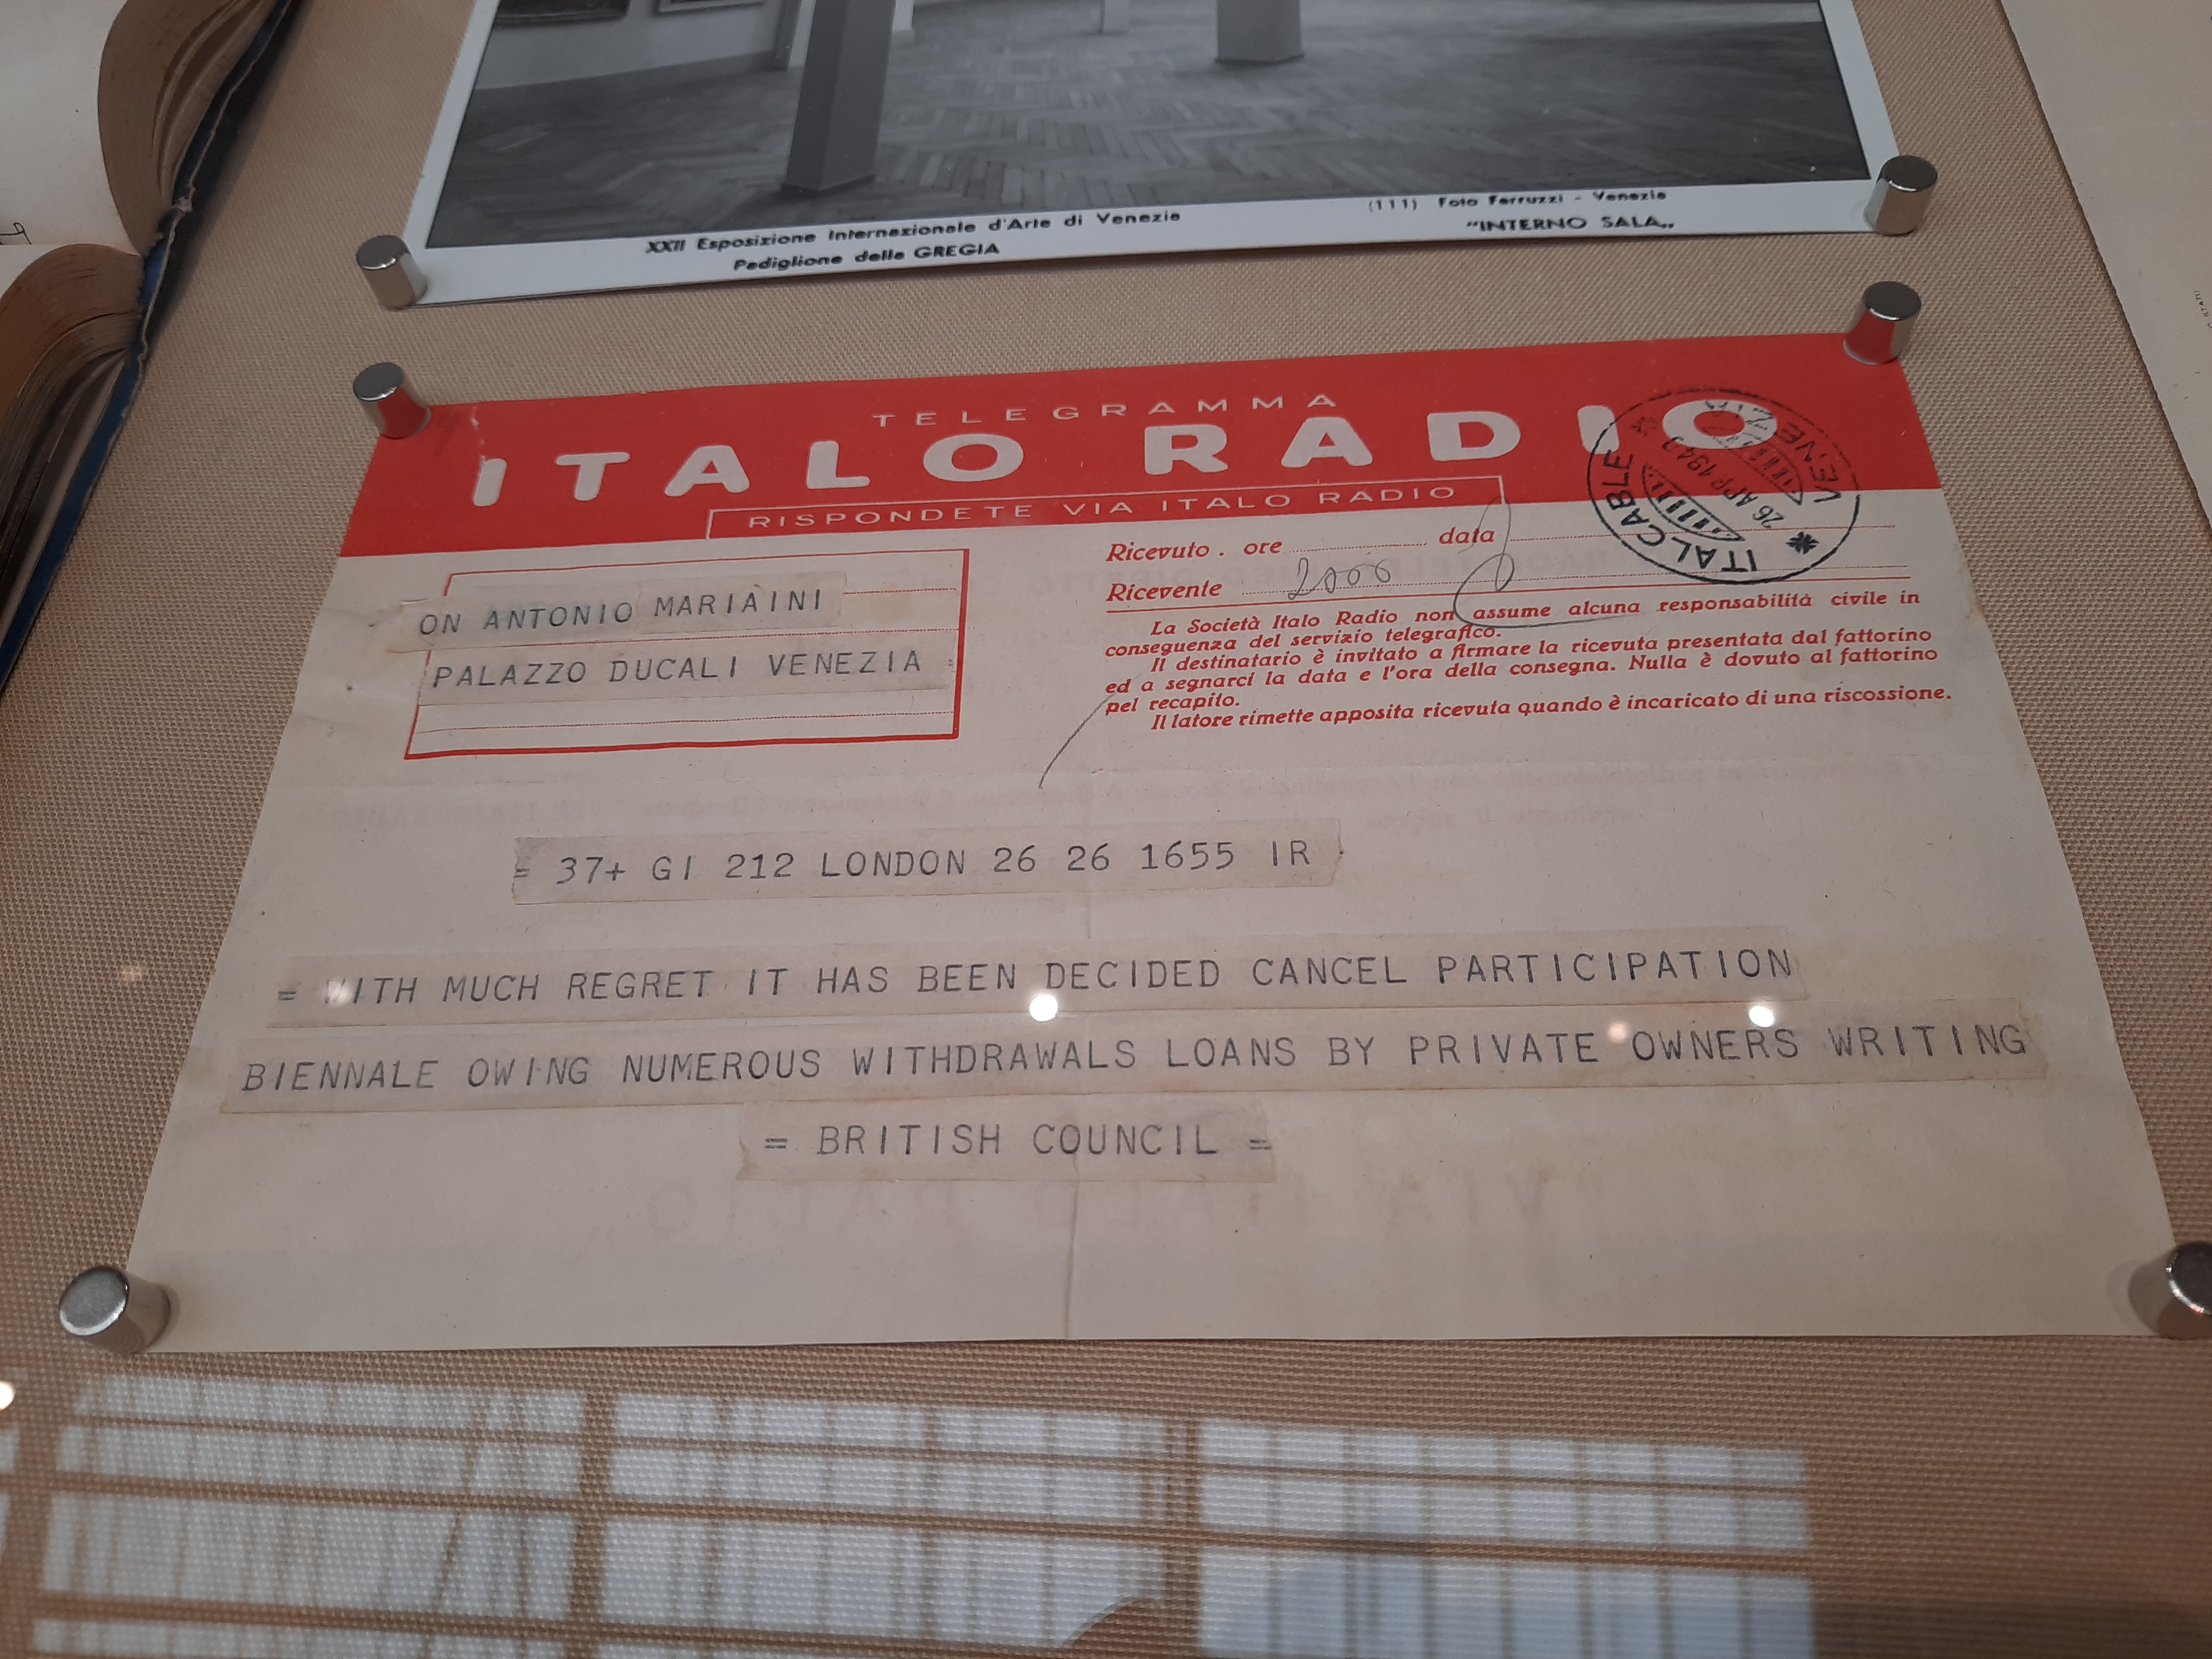 XXII Esposizione Internazionale d'Arte di Venezia
Padiglione della GREGIA
(111) Foto Ferruzzi - Venezia
"INTERNO SALA„
TELEGRAMMA
ITALO RADIO
RISPONDETE VIA ITALO RADIO
ITALCABLE * VENEZIA *
26 APR 1940
Ricevuto . ore data
Ricevente 2000
La Società Italo Radio non assume alcuna responsabilità civile in
conseguenza del servizio telegrafico.
Il destinatario è invitato a firmare la ricevuta presentata dal fattorino
ed a segnarci la data e l'ora della consegna. Nulla è dovuto al fattorino
pel recapito.
Il latore rimette apposita ricevuta quando è incaricato di una riscossione.
ON ANTONIO MARIAINI
PALAZZO DUCALI VENEZIA =
= 37+ GI 212 LONDON 26 26 1655 IR
= WITH MUCH REGRET IT HAS BEEN DECIDED CANCEL PARTICIPATION
BIENNALE OWING NUMEROUS WITHDRAWALS LOANS BY PRIVATE OWNERS WRITING
= BRITISH COUNCIL =